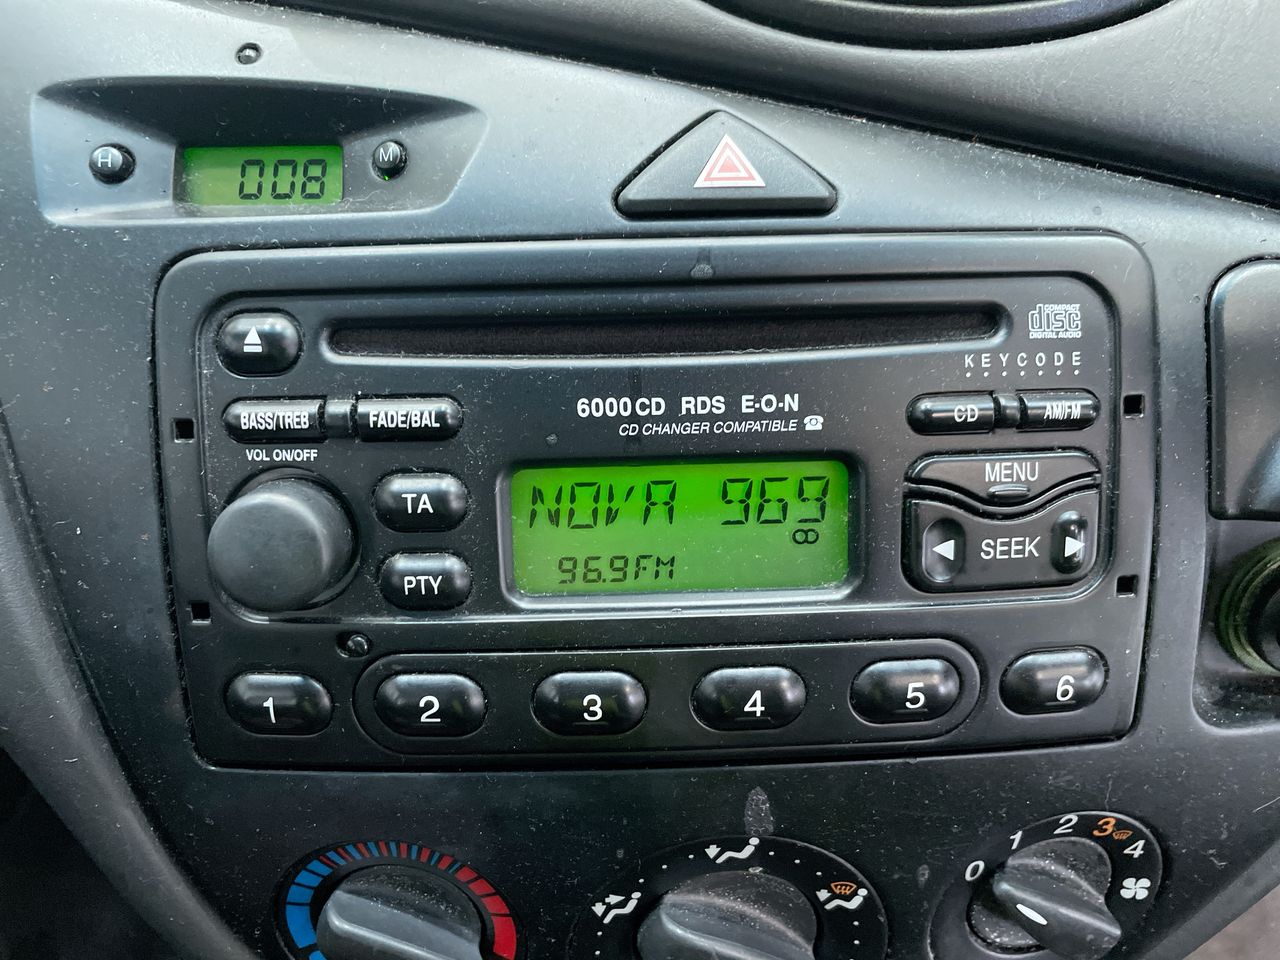 H
008
M
COMPACT
disc
DIGITAL AUDIO
KEYCODE
BASS/TREB
FADE/BAL
6000CD RDS E-O-N
CD CHANGER COMPATIBLE
CD
AM/FM
VOL ON/OFF
TA
PTY
NOVA 969
96.9FM
MENU
SEEK
1
2
3
4
5
6
0
1
2
3
4